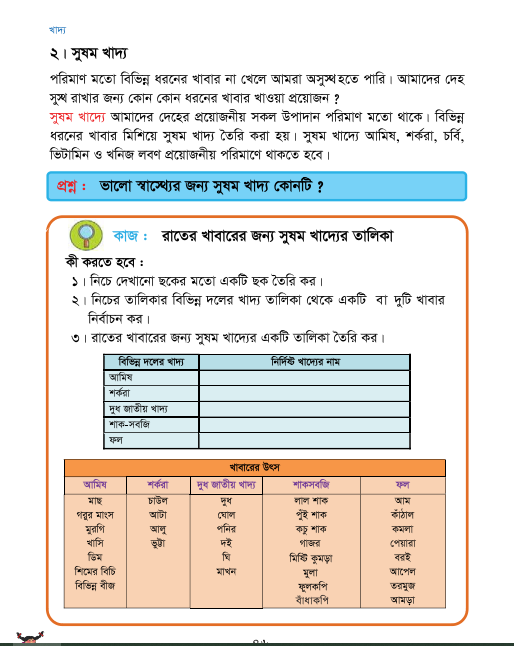 খাদ্য
২। সুষম খাদ্য
পরিমাণ মতো বিভিন্ন ধরনের খাবার না খেলে আমরা অসুস্থ হতে পারি। আমাদের দেহ
সুস্থ রাখার জন্য কোন কোন ধরনের খাবার খাওয়া প্রয়োজন ?
সুষম খাদ্যে আমাদের দেহের প্রয়োজনীয় সকল উপাদান পরিমাণ মতো থাকে। বিভিন্ন
ধরনের খাবার মিশিয়ে সুষম খাদ্য তৈরি করা হয়। সুষম খাদ্যে আমিষ, শর্করা, চর্বি,
ভিটামিন ও খনিজ লবণ প্রয়োজনীয় পরিমাণে থাকতে হবে।
প্রশ্ন : ভালো স্বাস্থ্যের জন্য সুষম খাদ্য কোনটি ?
কাজ : রাতের খাবারের জন্য সুষম খাদ্যের তালিকা
কী করতে হবে :
১। নিচে দেখানো ছকের মতো একটি ছক তৈরি কর।
২। নিচের তালিকার বিভিন্ন দলের খাদ্য তালিকা থেকে একটি বা দুটি খাবার
নির্বাচন কর।
৩। রাতের খাবারের জন্য সুষম খাদ্যের একটি তালিকা তৈরি কর।
বিভিন্ন দলের খাদ্য নির্দিষ্ট খাদ্যের নাম
আমিষ
শর্করা
দুধ জাতীয় খাদ্য
শাক-সবজি
ফল
খাবারের উৎস
আমিষ শর্করা দুধ জাতীয় খাদ্য শাকসবজি ফল
মাছ চাউল দুধ লাল শাক আম
গরুর মাংস আটা ঘোল পুঁই শাক কাঁঠাল
মুরগি আলু পনির কচু শাক কমলা
খাসি ভুট্টা দই গাজর পেয়ারা
ডিম ঘি মিষ্টি কুমড়া বরই
শিমের বিচি মাখন মুলা আপেল
বিভিন্ন বীজ ফুলকপি তরমুজ
বাঁধাকপি আমড়া